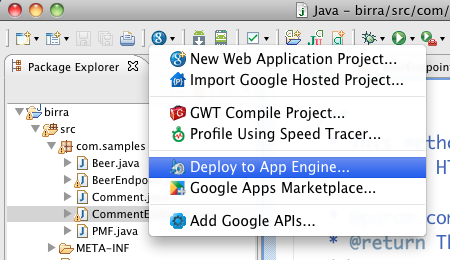 Java – birra/src/com/
Package Explorer
New Web Application Project...
Import Google Hosted Project...
GWT Compile Project...
Profile Using Speed Tracer...
Deploy to App Engine...
Google Apps Marketplace...
Add Google APIs...
birra
src
com.samples
Beer.java
BeerEndpo
Comment.j
CommentE
PMF.java
META-INF
dpoint
tho
HT
con
* @return Th